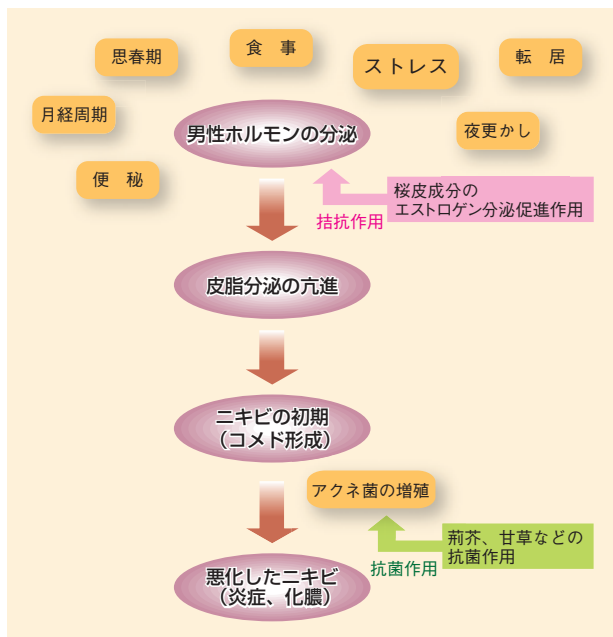 食　事
思春期
ストレス
転　居
月経周期
男性ホルモンの分泌
夜更かし
便　秘
桜皮成分の
エストロゲン分泌促進作用
拮抗作用
皮脂分泌の亢進
ニキビの初期
（コメド形成）
アクネ菌の増殖
荊芥、甘草などの
抗菌作用
抗菌作用
悪化したニキビ
（炎症、化膿）